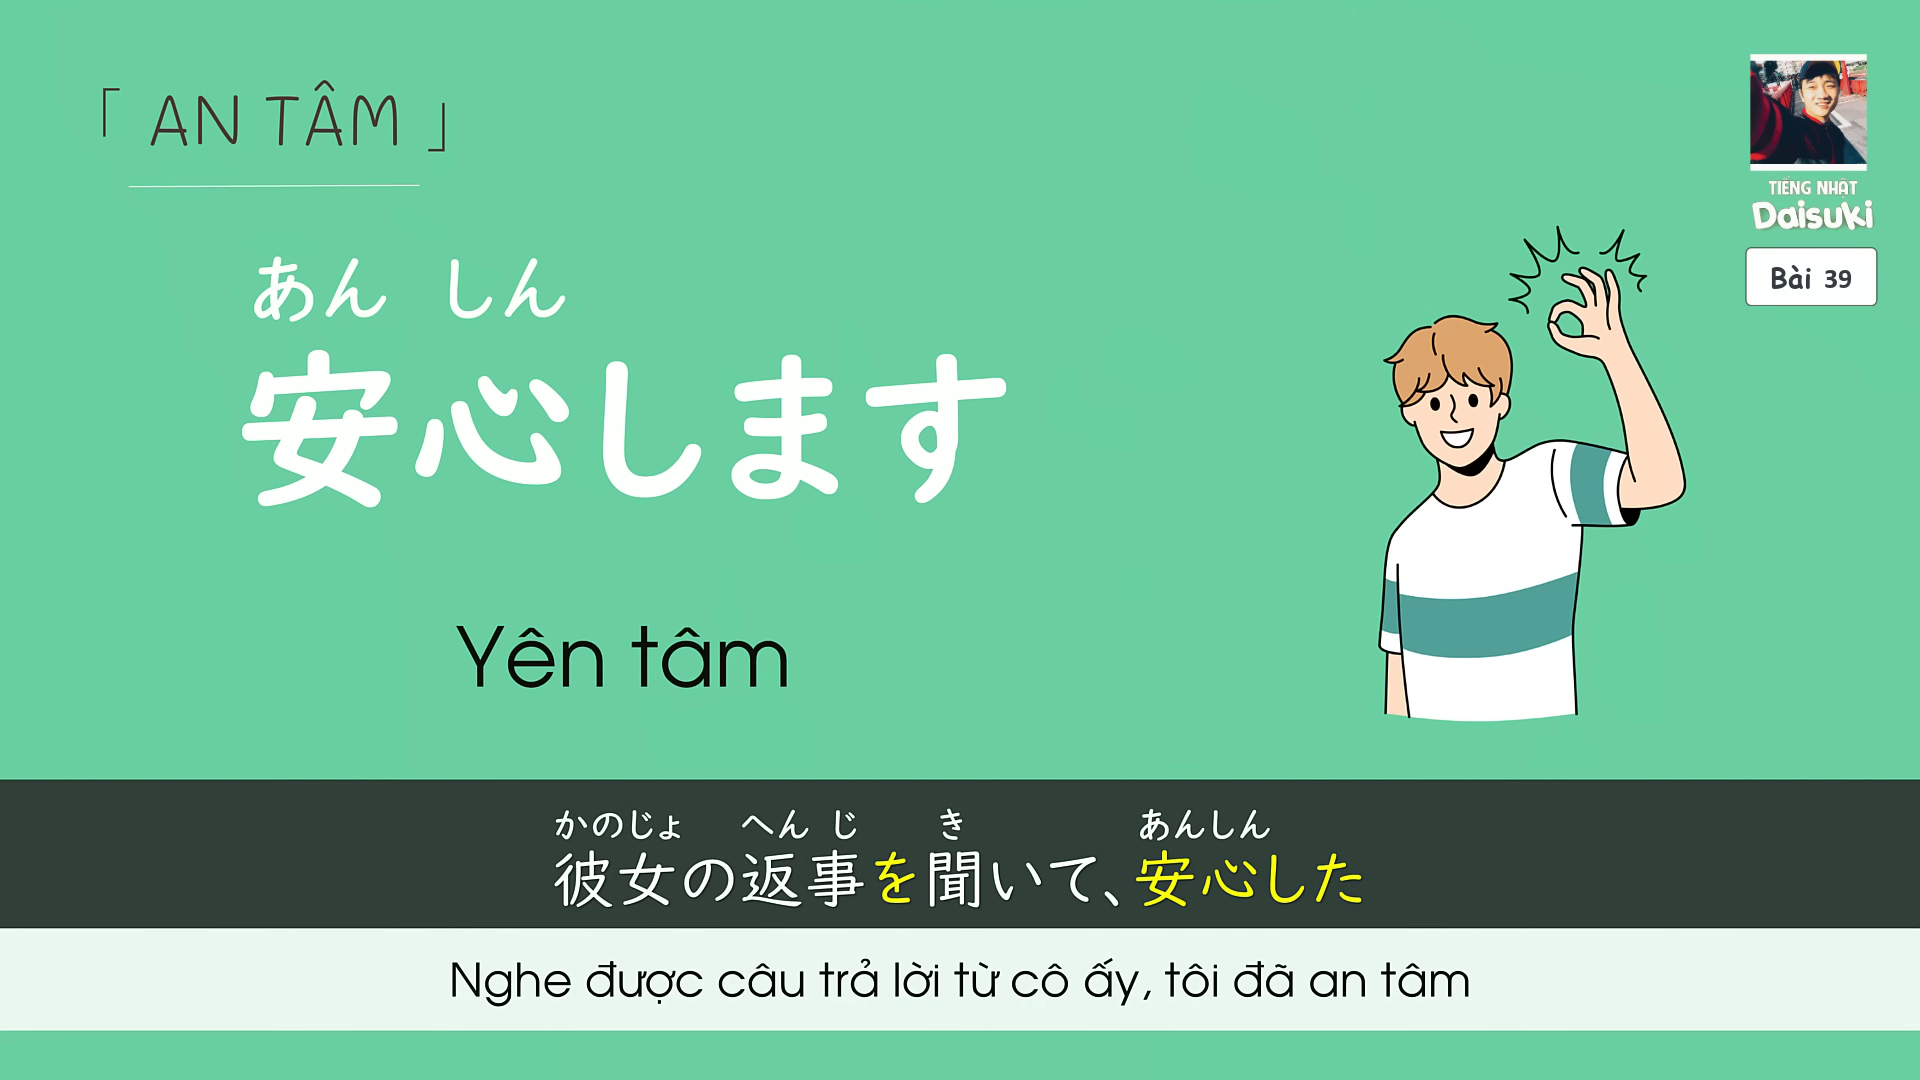 「 AN TÂM 」
TIẾNG NHẬT
Daisuki
Bài 39
あん しん
安心します
Yên tâm
かのじょ へん じ き あんしん
彼女の返事を聞いて、安心した
Nghe được câu trả lời từ cô ấy, tôi đã an tâm